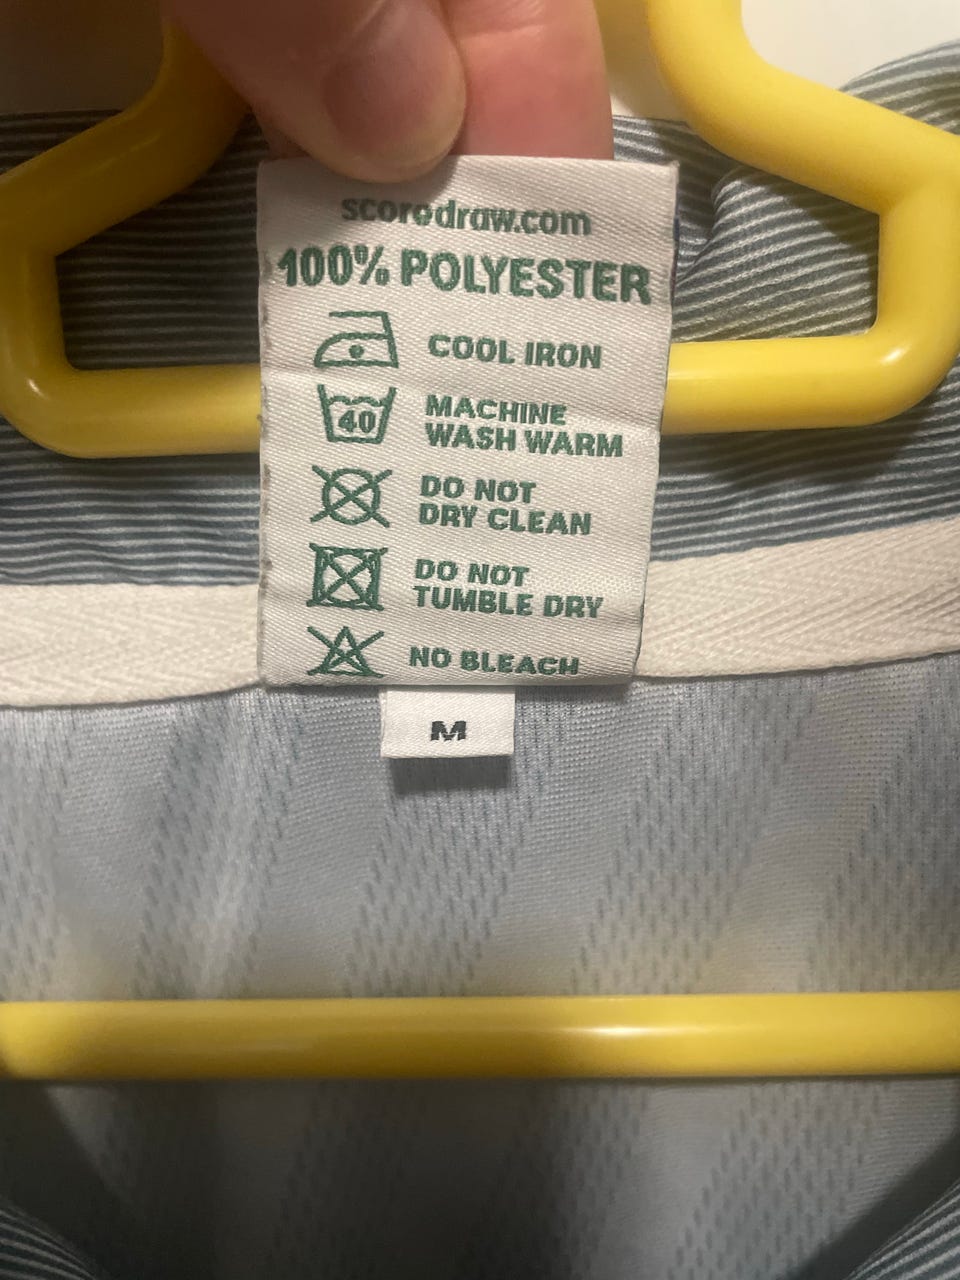 scoredraw.com
100% POLYESTER
COOL IRON
40
MACHINE
WASH WARM
DO NOT
DRY CLEAN
DO NOT
TUMBLE DRY
NO BLEACH
M